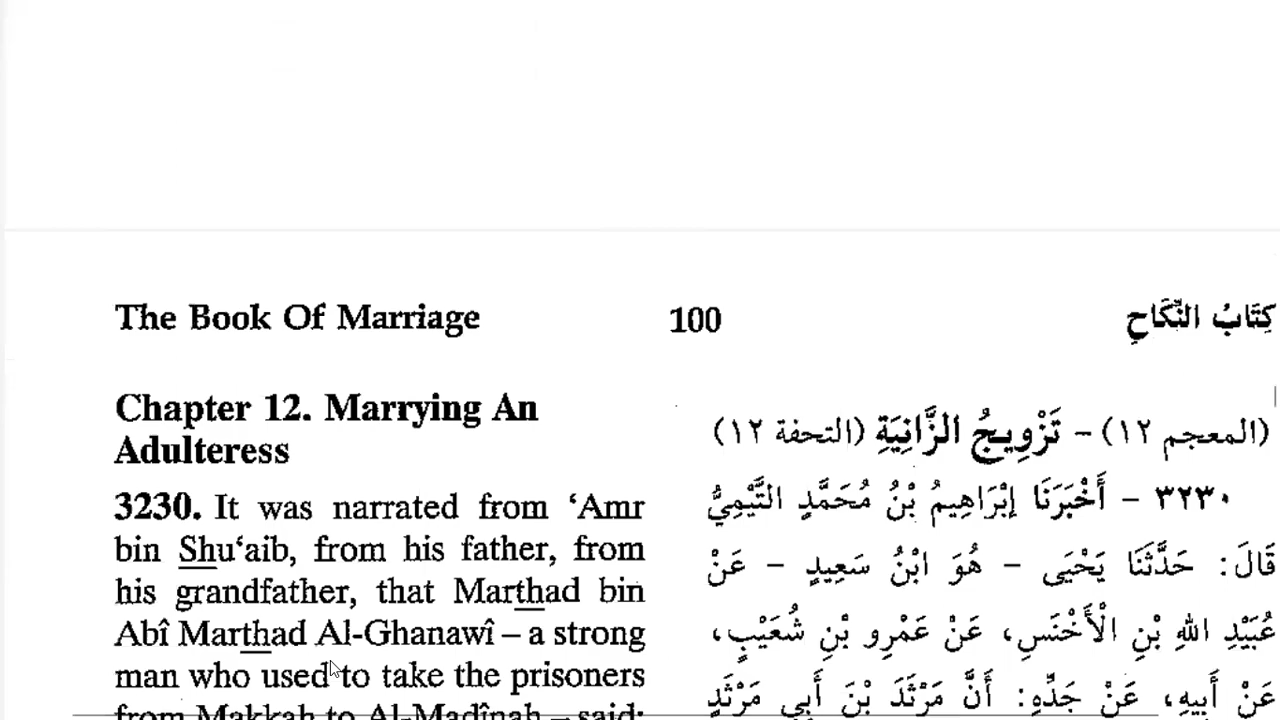 The Book Of Marriage
100
كِتَابُ النِّكَاحِ
Chapter 12. Marrying An
Adulteress
3230. It was narrated from ‘Amr
bin Shu‘aib, from his father, from
his grandfather, that Marthad bin
Abî Marthad Al-Ghanawî – a strong
man who used to take the prisoners
from Makkah to Al-Madînah – said:
(المعجم ١٢) – تَزْوِيجُ الزَّانِيَةِ (التحفة ١٢)
٣٢٣٠ – أَخْبَرَنَا إِبْرَاهِيمُ بْنُ مُحَمَّدٍ التَّيْمِيُّ
قَالَ: حَدَّثَنَا يَحْيَى – هُوَ ابْنُ سَعِيدٍ – عَنْ
عُبَيْدِ اللهِ بْنِ الْأَخْنَسِ، عَنْ عَمْرِو بْنِ شُعَيْبٍ،
عَنْ أَبِيهِ، عَنْ جَدِّهِ: أَنَّ مَرْثَدَ بْنَ أَبِي مَرْثَدٍ